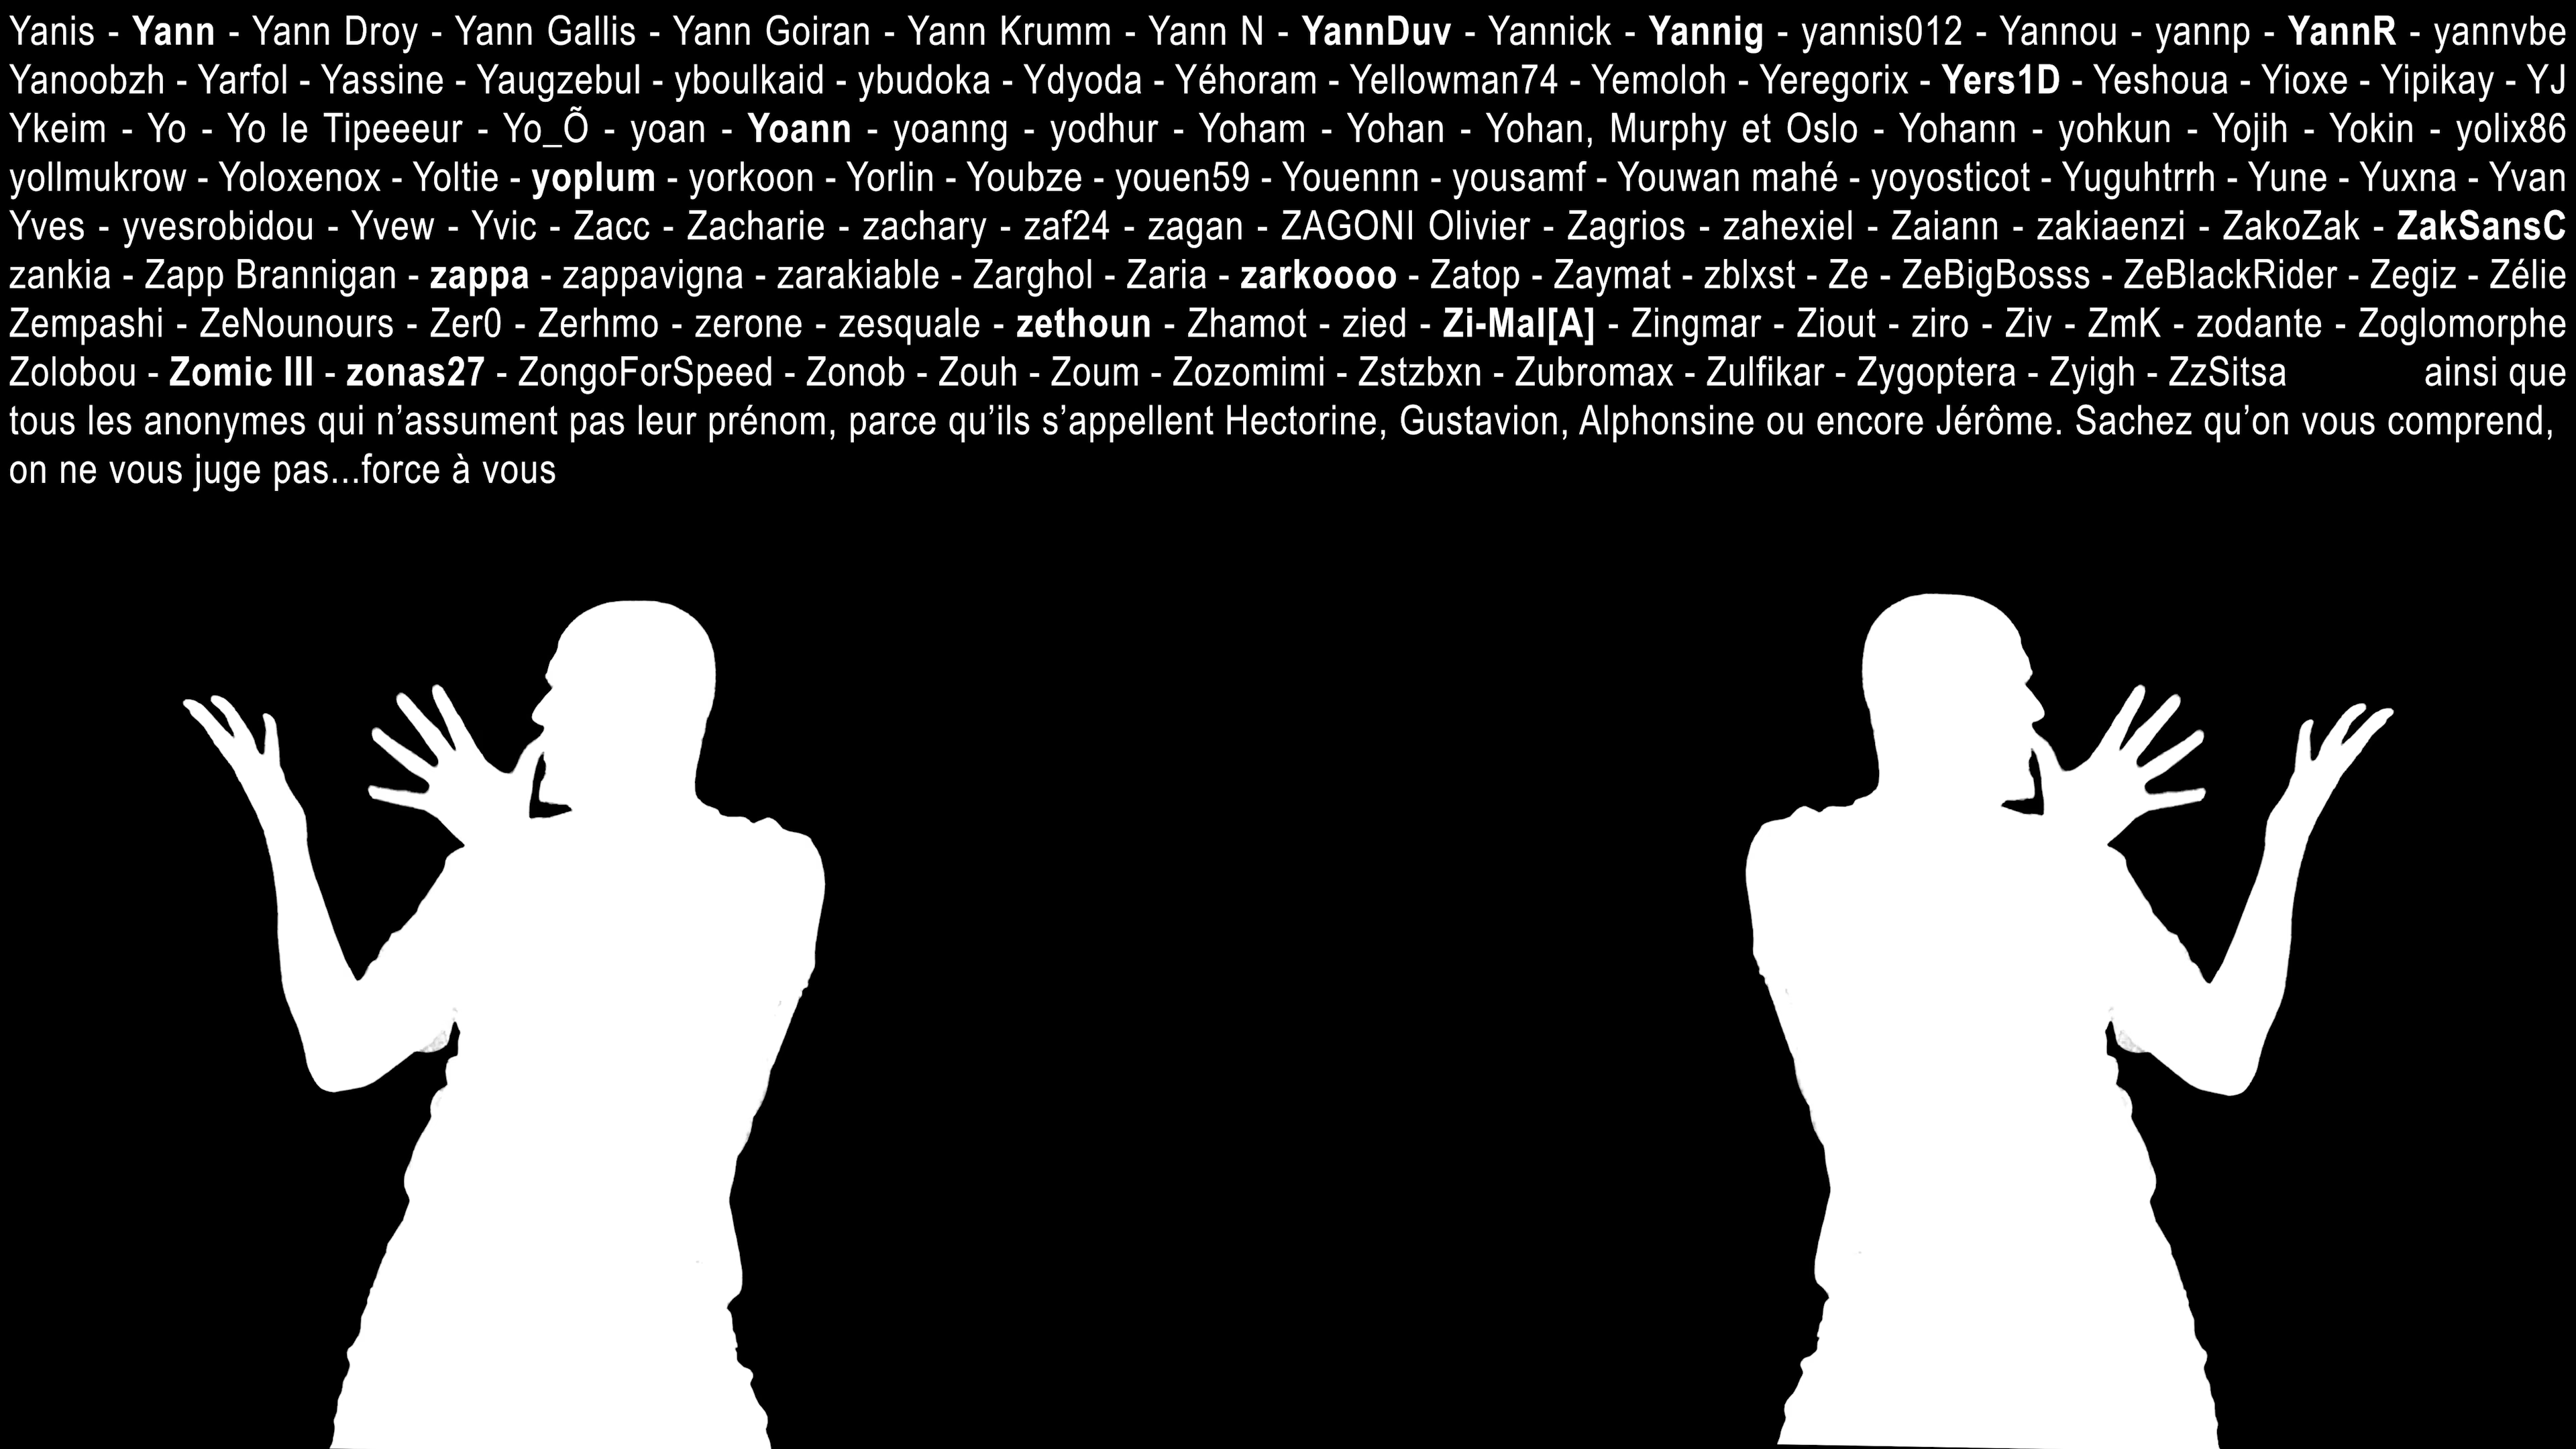 Yanis - Yann - Yann Droy - Yann Gallis - Yann Goiran - Yann Krumm - Yann N - YannDuv - Yannick - Yannig - yannis012 - Yannou - yannp - YannR - yannvbe
Yanoobzh - Yarfol - Yassine - Yaugzebul - yboulkaid - ybudoka - Ydyoda - Yéhoram - Yellowman74 - Yemoloh - Yeregorix - Yers1D - Yeshoua - Yioxe - Yipikay - YJ
Ykeim - Yo - Yo le Tipeeeur - Yo_Õ - yoan - Yoann - yoanng - yodhur - Yoham - Yohan - Yohan, Murphy et Oslo - Yohann - yohkun - Yojih - Yokin - yolix86
yollmukrow - Yoloxenox - Yoltie - yoplum - yorkoon - Yorlin - Youbze - youen59 - Youennn - yousamf - Youwan mahé - yoyosticot - Yuguhtrrh - Yune - Yuxna - Yvan
Yves - yvesrobidou - Yvew - Yvic - Zacc - Zacharie - zachary - zaf24 - zagan - ZAGONI Olivier - Zagrios - zahexiel - Zaiann - zakiaenzi - ZakoZak - ZakSansC
zankia - Zapp Brannigan - zappa - zappavigna - zarakiable - Zarghol - Zaria - zarkoooo - Zatop - Zaymat - zblxst - Ze - ZeBigBosss - ZeBlackRider - Zegiz - Zélie
Zempashi - ZeNounours - Zer0 - Zerhmo - zerone - zesquale - zethoun - Zhamot - zied - Zi-Mal[A] - Zingmar - Ziout - ziro - Ziv - ZmK - zodante - Zoglomorphe
Zolobou - Zomic III - zonas27 - ZongoForSpeed - Zonob - Zouh - Zoum - Zozomimi - Zstzbxn - Zubromax - Zulfikar - Zygoptera - Zyigh - ZzSitsa ainsi que
tous les anonymes qui n’assument pas leur prénom, parce qu’ils s’appellent Hectorine, Gustavion, Alphonsine ou encore Jérôme. Sachez qu’on vous comprend,
on ne vous juge pas...force à vous